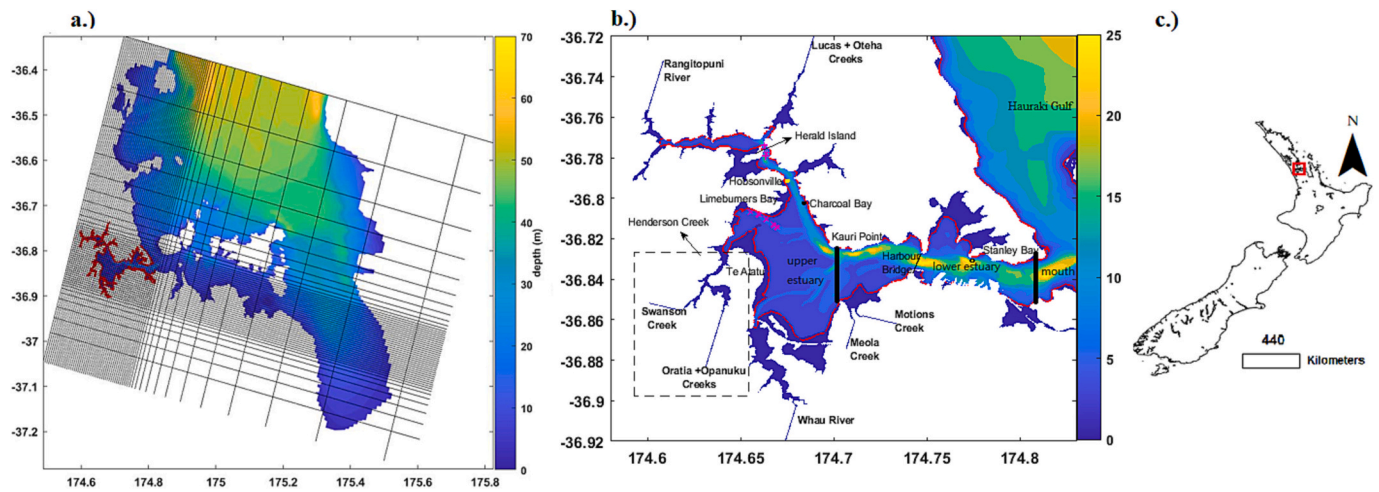 a.)
-36.4
-36.5
-36.6
-36.7
-36.8
-36.9
-37
-37.1
-37.2
174.6
174.8
175
175.2
175.4
175.6
175.8
70
60
50
40
30
20
10
0
depth (m)
b.)
-36.72
-36.74
-36.76
-36.78
-36.8
-36.82
-36.84
-36.86
-36.88
-36.9
-36.92
174.6
174.65
174.7
174.75
174.8
Lucas + Oteha
Creeks
Rangitopuni
River
Hauraki Gulf
Herald Island
Hobsonville
Limeburners Bay
Charcoal Bay
Henderson Creek
Kauri Point
Stanley Bay
Harbour
Bridge
lower estuary
mouth
upper
estuary
Te Atatu
Swanson
Creek
Motions
Creek
Meola
Creek
Oratia +Opanuku
Creeks
Whau River
25
20
15
10
5
0
c.)
N
440
Kilometers